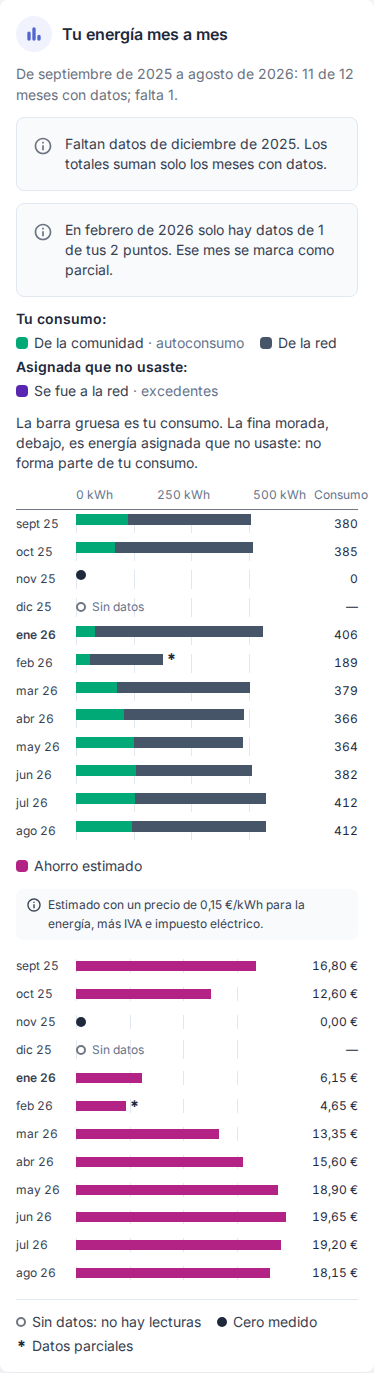 Tu energía mes a mes
De septiembre de 2025 a agosto de 2026: 11 de 12
meses con datos; falta 1.
Faltan datos de diciembre de 2025. Los
totales suman solo los meses con datos.
En febrero de 2026 solo hay datos de 1
de tus 2 puntos. Ese mes se marca como
parcial.
Tu consumo:
De la comunidad · autoconsumo De la red
Asignada que no usaste:
Se fue a la red · excedentes
La barra gruesa es tu consumo. La fina morada,
debajo, es energía asignada que no usaste: no
forma parte de tu consumo.
0 kWh 250 kWh 500 kWh Consumo
sept 25 380
oct 25 385
nov 25 0
dic 25 Sin datos —
ene 26 406
feb 26 * 189
mar 26 379
abr 26 366
may 26 364
jun 26 382
jul 26 412
ago 26 412
Ahorro estimado
Estimado con un precio de 0,15 €/kWh para la
energía, más IVA e impuesto eléctrico.
sept 25 16,80 €
oct 25 12,60 €
nov 25 0,00 €
dic 25 Sin datos —
ene 26 6,15 €
feb 26 * 4,65 €
mar 26 13,35 €
abr 26 15,60 €
may 26 18,90 €
jun 26 19,65 €
jul 26 19,20 €
ago 26 18,15 €
Sin datos: no hay lecturas Cero medido
* Datos parciales